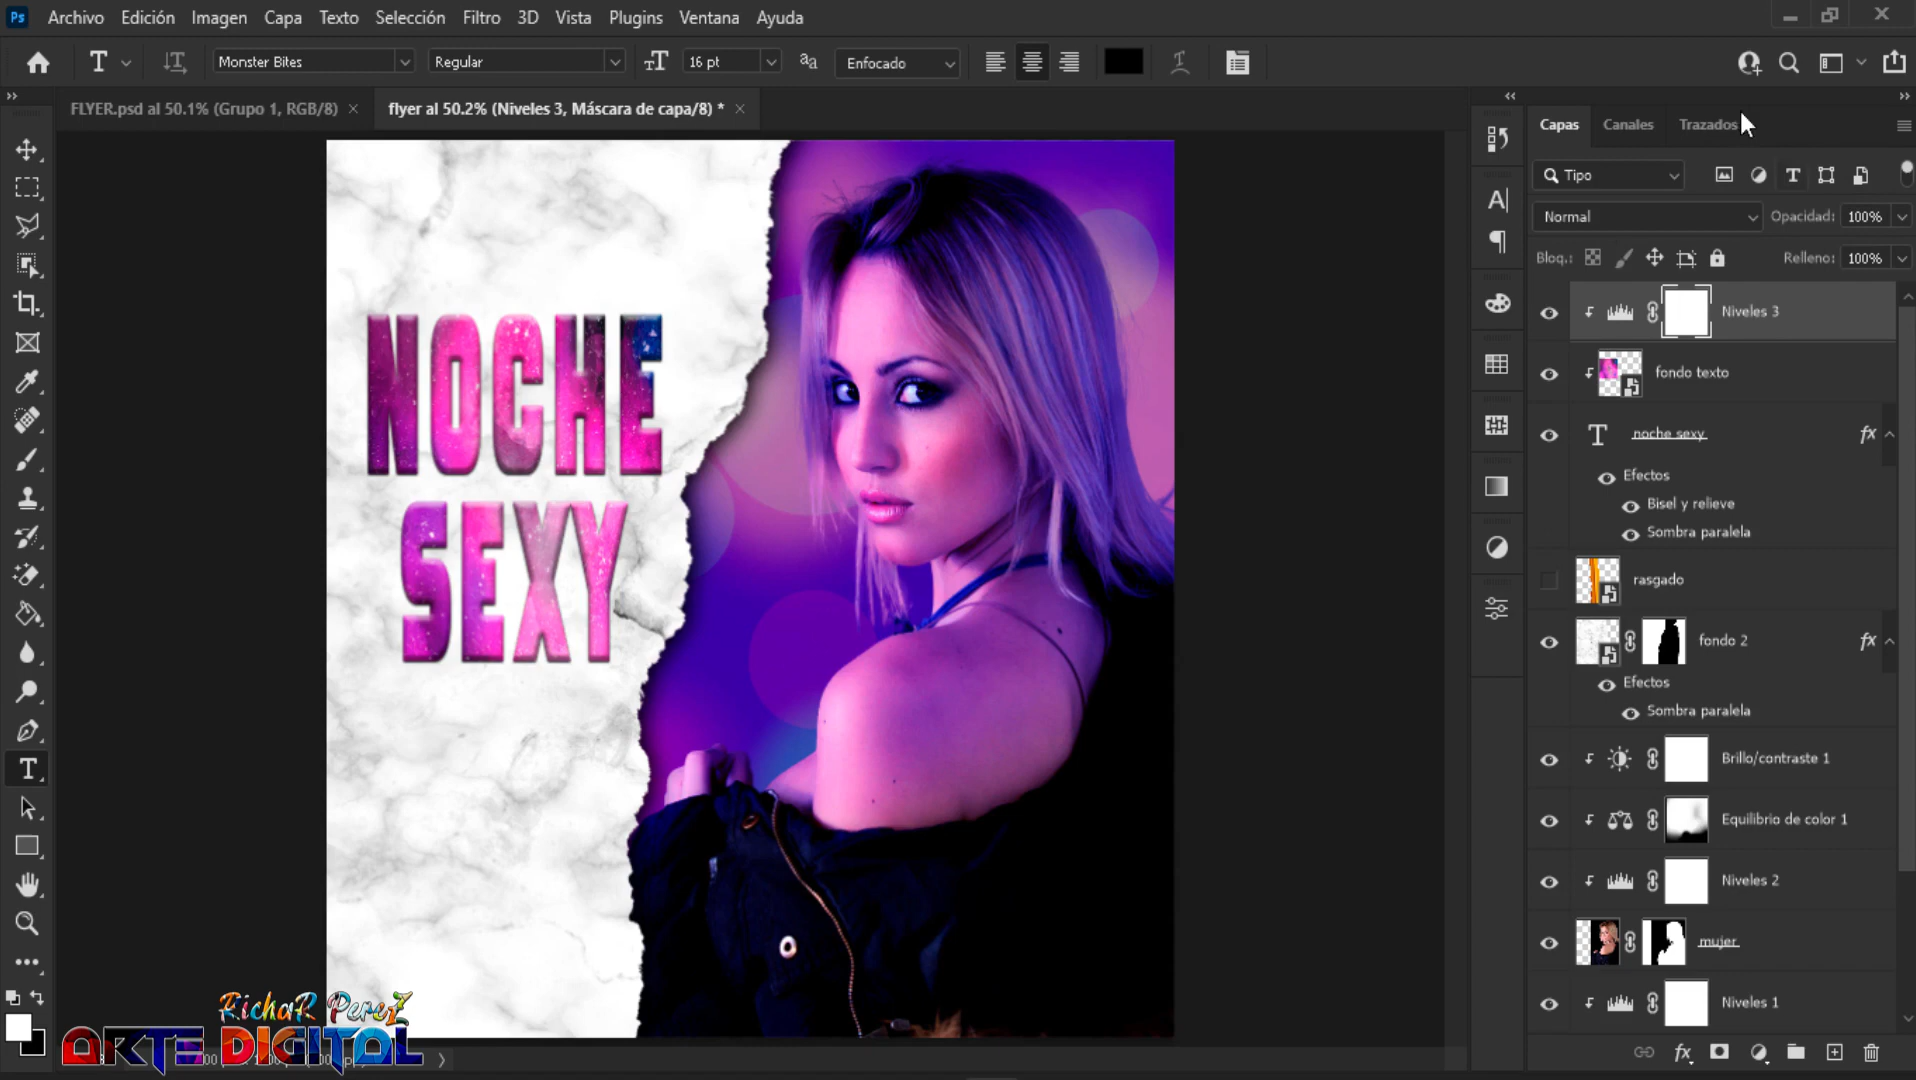 Ps Archivo Edición Imagen Capa Texto Selección Filtro 3D Vista Plugins Ventana Ayuda
T Monster Bites Regular 16 pt aa Enfocado
FLYER.psd al 50.1% (Grupo 1, RGB/8) flyer al 50.2% (Niveles 3, Máscara de capa/8) *
Capas Canales Trazados
Tipo
Normal Opacidad: 100%
Bloq.: Relleno: 100%
Niveles 3
fondo texto
noche sexy fx
Efectos
Bisel y relieve
Sombra paralela
rasgado
fondo 2 fx
Efectos
Sombra paralela
Brillo/contraste 1
Equilibrio de color 1
Niveles 2
mujer
Niveles 1
NOCHE
SEXY
RichaR PereZ
ARTE DIGITAL